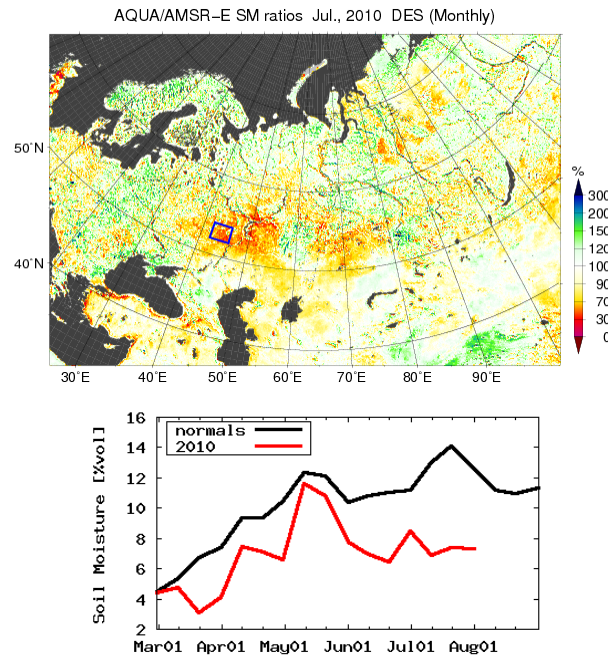 AQUA/AMSR-E SM ratios Jul., 2010 DES (Monthly)
50°N
40°N
%
300
200
150
120
100
90
70
50
30
0
30°E 40°E 50°E 60°E 70°E 80°E 90°E
16
14
12
10
8
6
4
2
Soil Moisture [%vol]
normals
2010
Mar01 Apr01 May01 Jun01 Jul01 Aug01